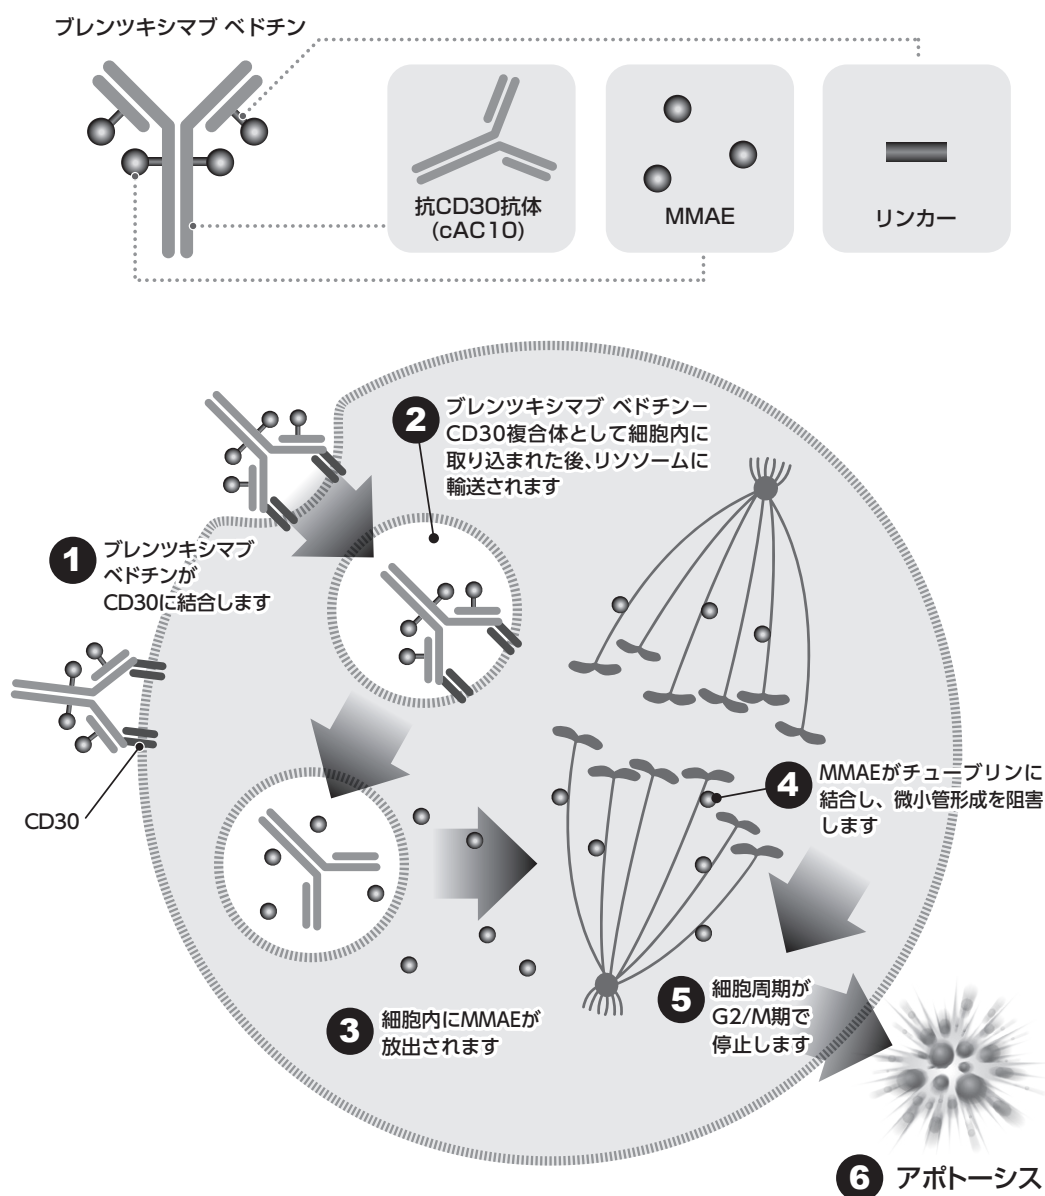 ブレンツキシマブ ベドチン
抗CD30抗体
(cAC10)
MMAE
リンカー
2
ブレンツキシマブ ベドチン－
CD30複合体として細胞内に
取り込まれた後、リソソームに
輸送されます
1
ブレンツキシマブ
ベドチンが
CD30に結合します
CD30
4
MMAEがチューブリンに
結合し、微小管形成を阻害
します
3
細胞内にMMAEが
放出されます
5
細胞周期が
G2/M期で
停止します
6 アポトーシス